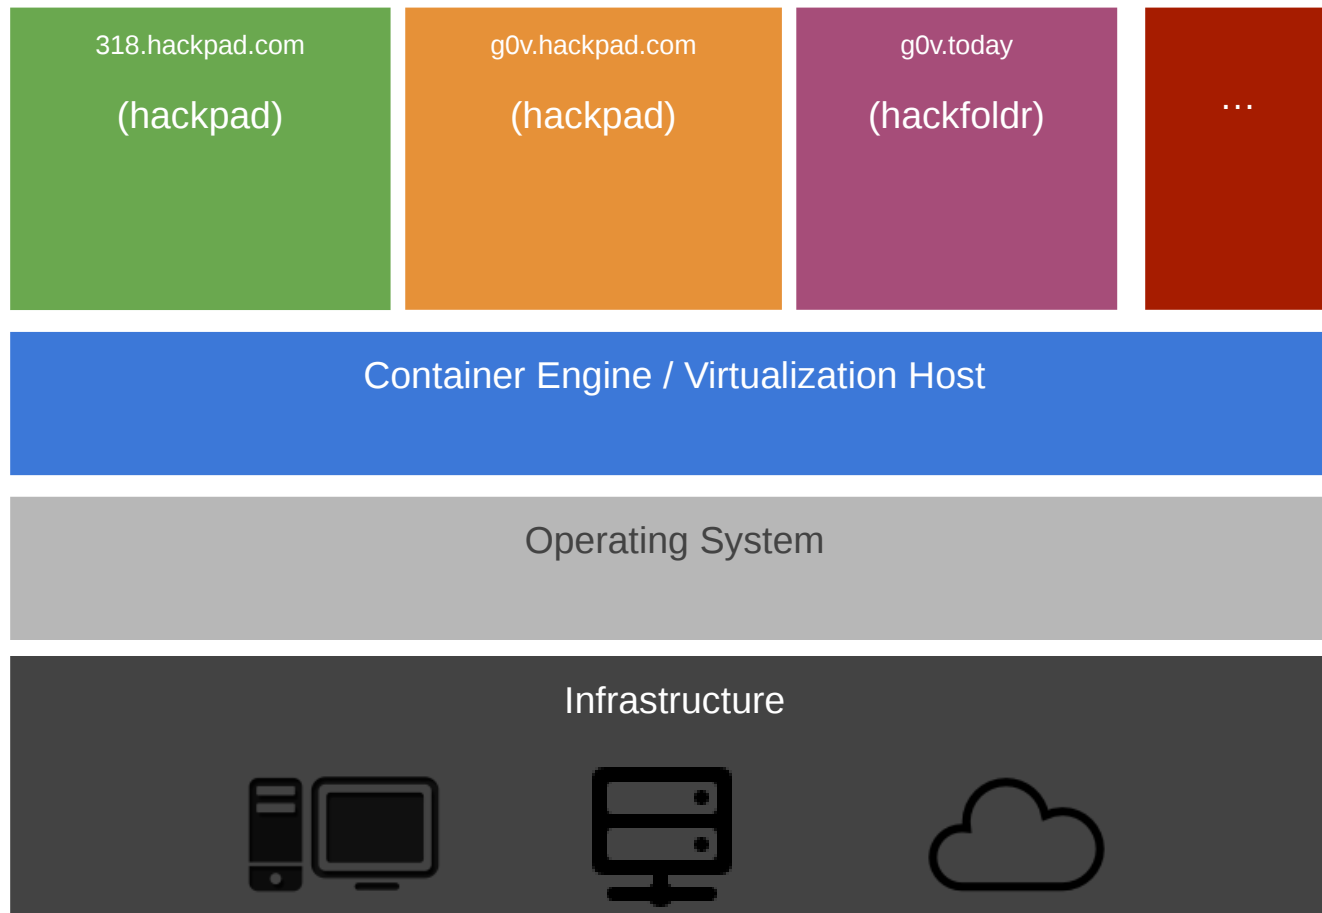 318.hackpad.com
(hackpad)
g0v.hackpad.com
(hackpad)
g0v.today
(hackfoldr)
...
Container Engine / Virtualization Host
Operating System
Infrastructure